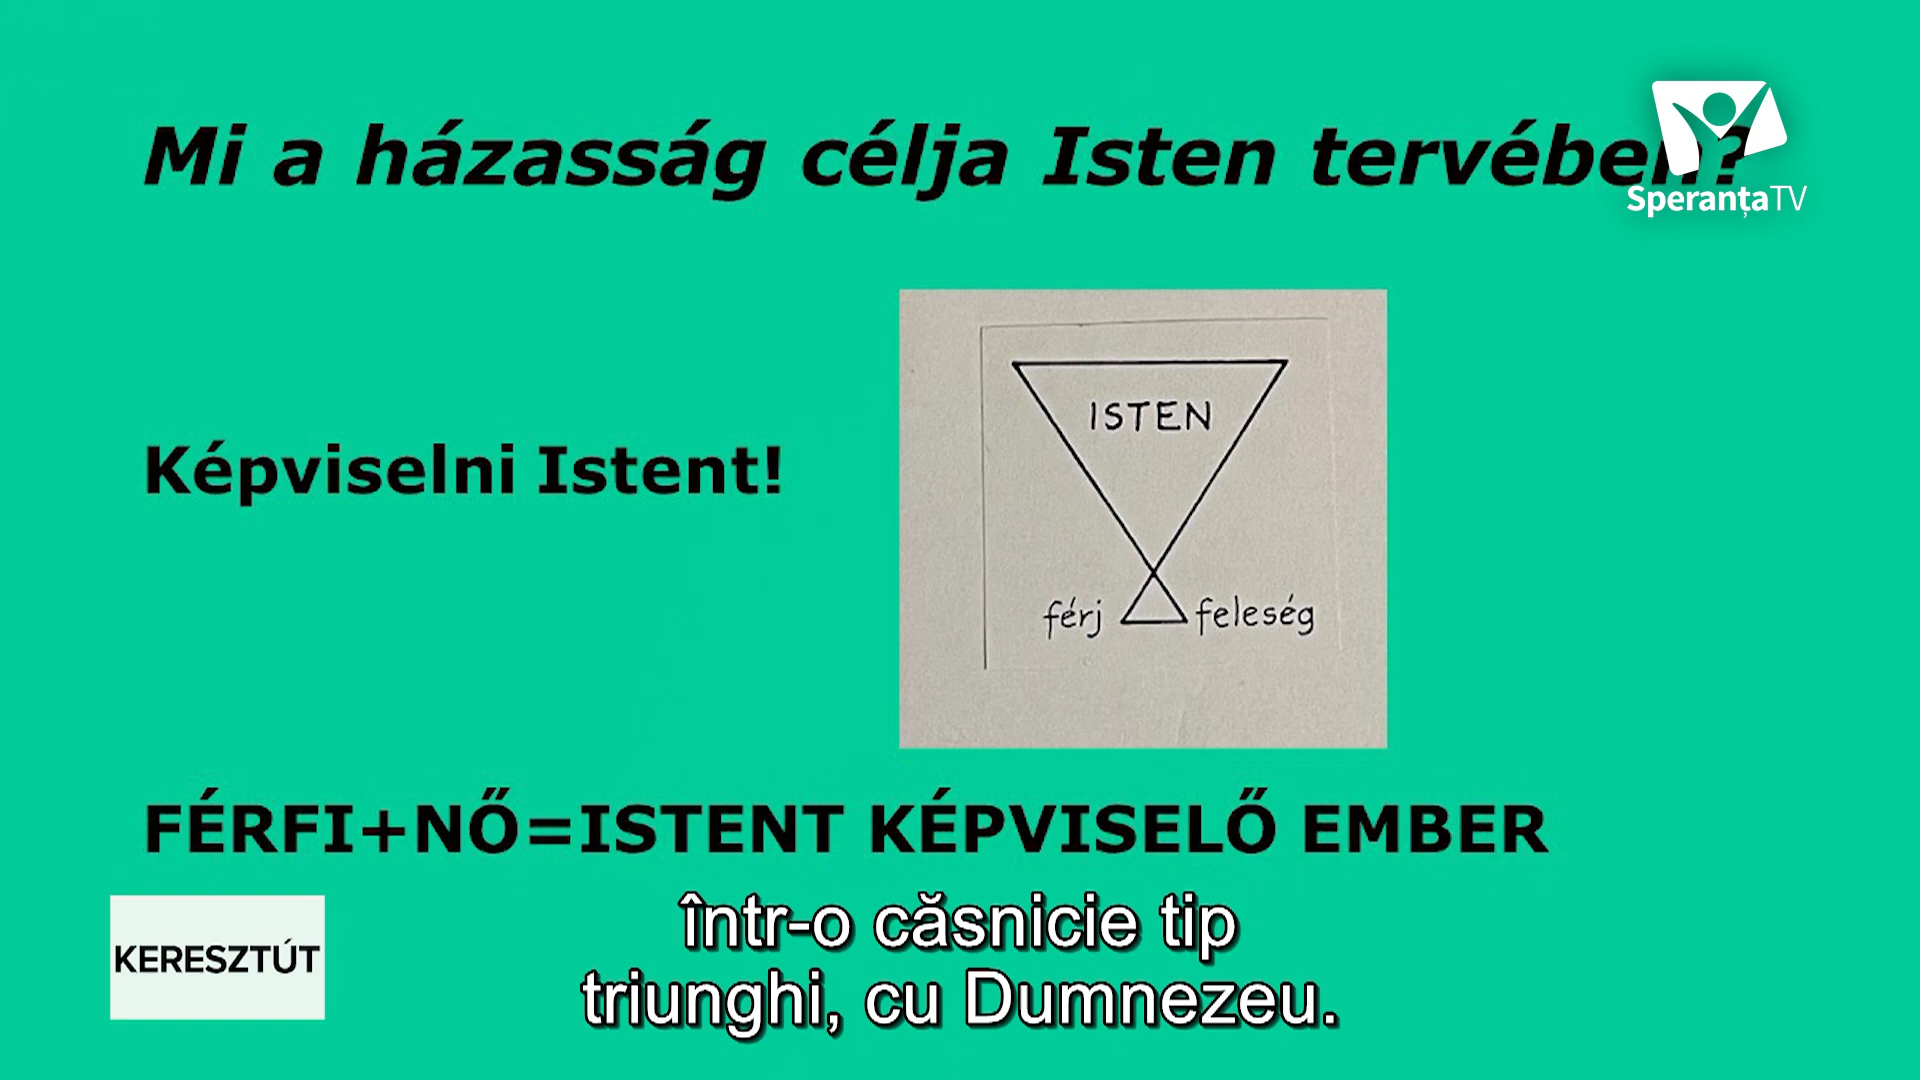 Mi a házasság célja Isten tervében?
SperanțaTV
ISTEN
Képviselni Istent!
férj feleség
FÉRFI+NŐ=ISTENT KÉPVISELŐ EMBER
într-o căsnicie tip
KERESZTÚT
triunghi, cu Dumnezeu.